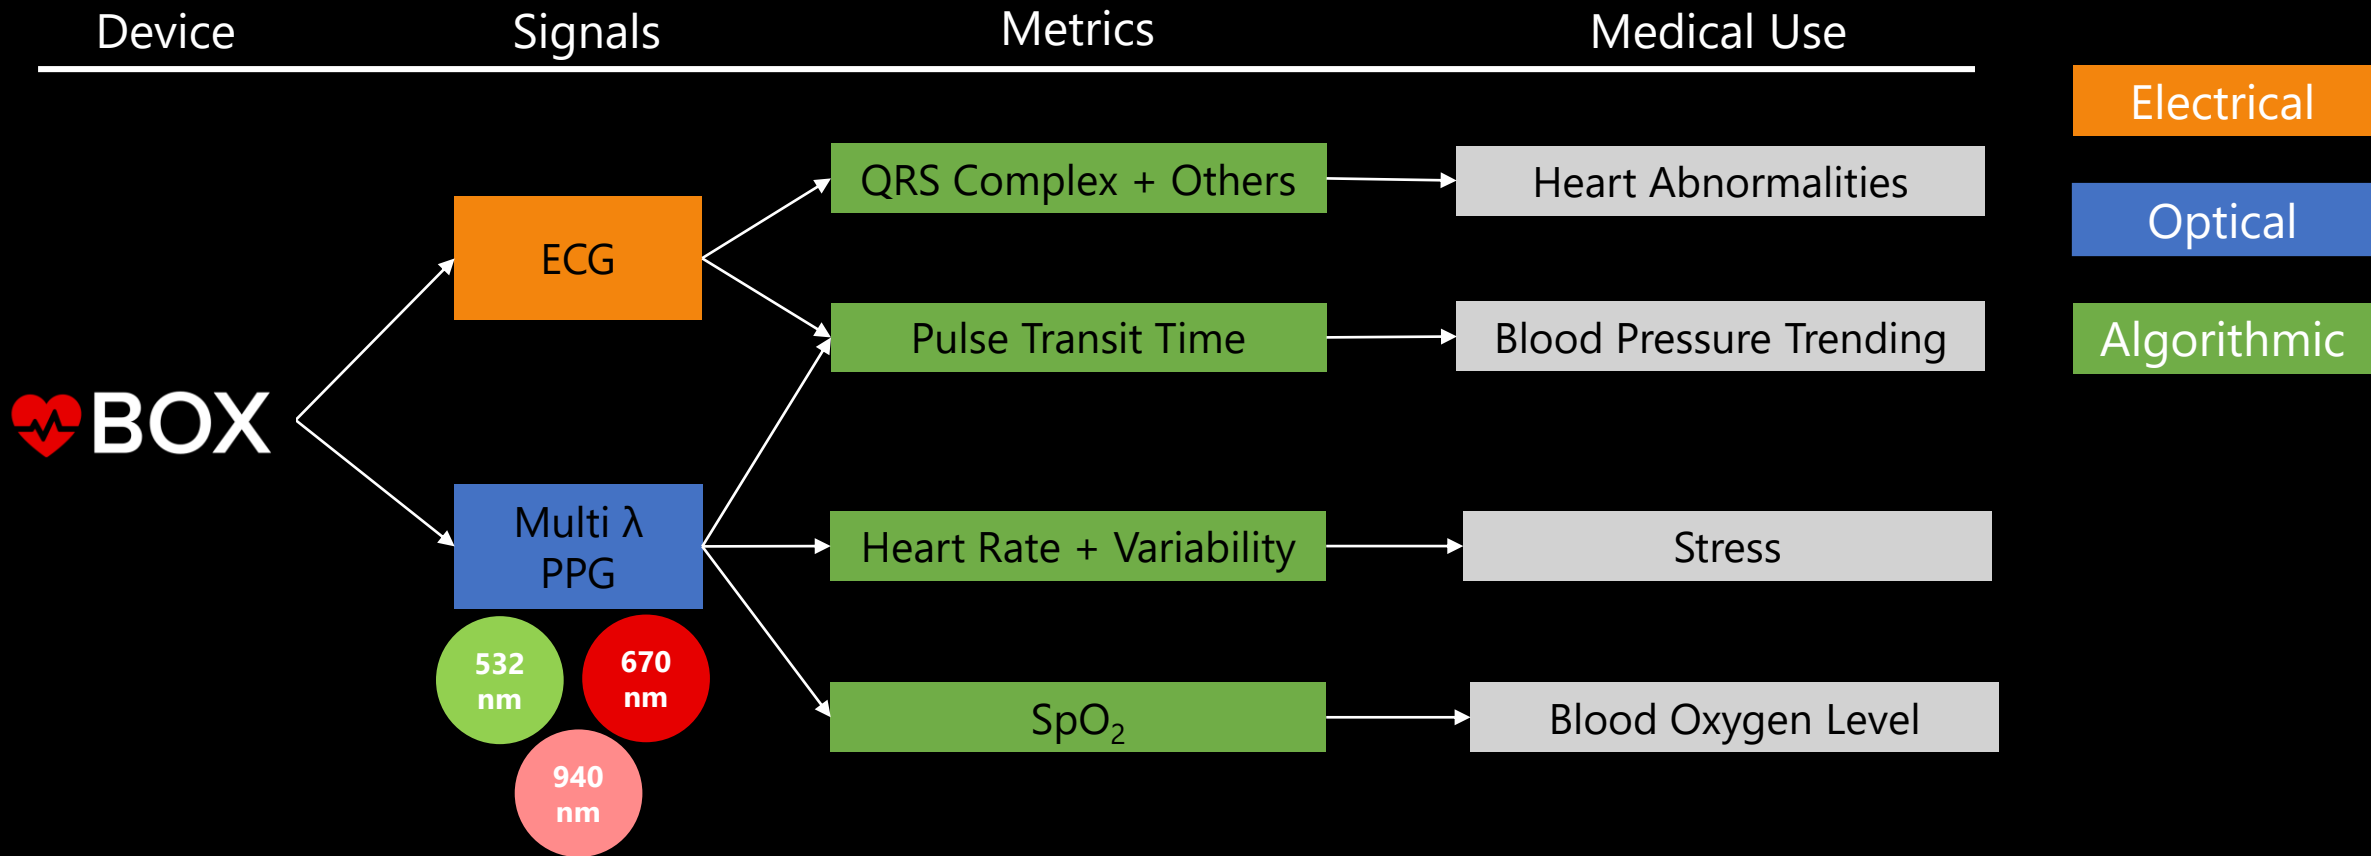 Device
Signals
Metrics
Medical Use
Electrical
Optical
Algorithmic
BOX
ECG
Multi λ
PPG
532
nm
670
nm
940
nm
QRS Complex + Others
Heart Abnormalities
Pulse Transit Time
Blood Pressure Trending
Heart Rate + Variability
Stress
SpO₂
Blood Oxygen Level